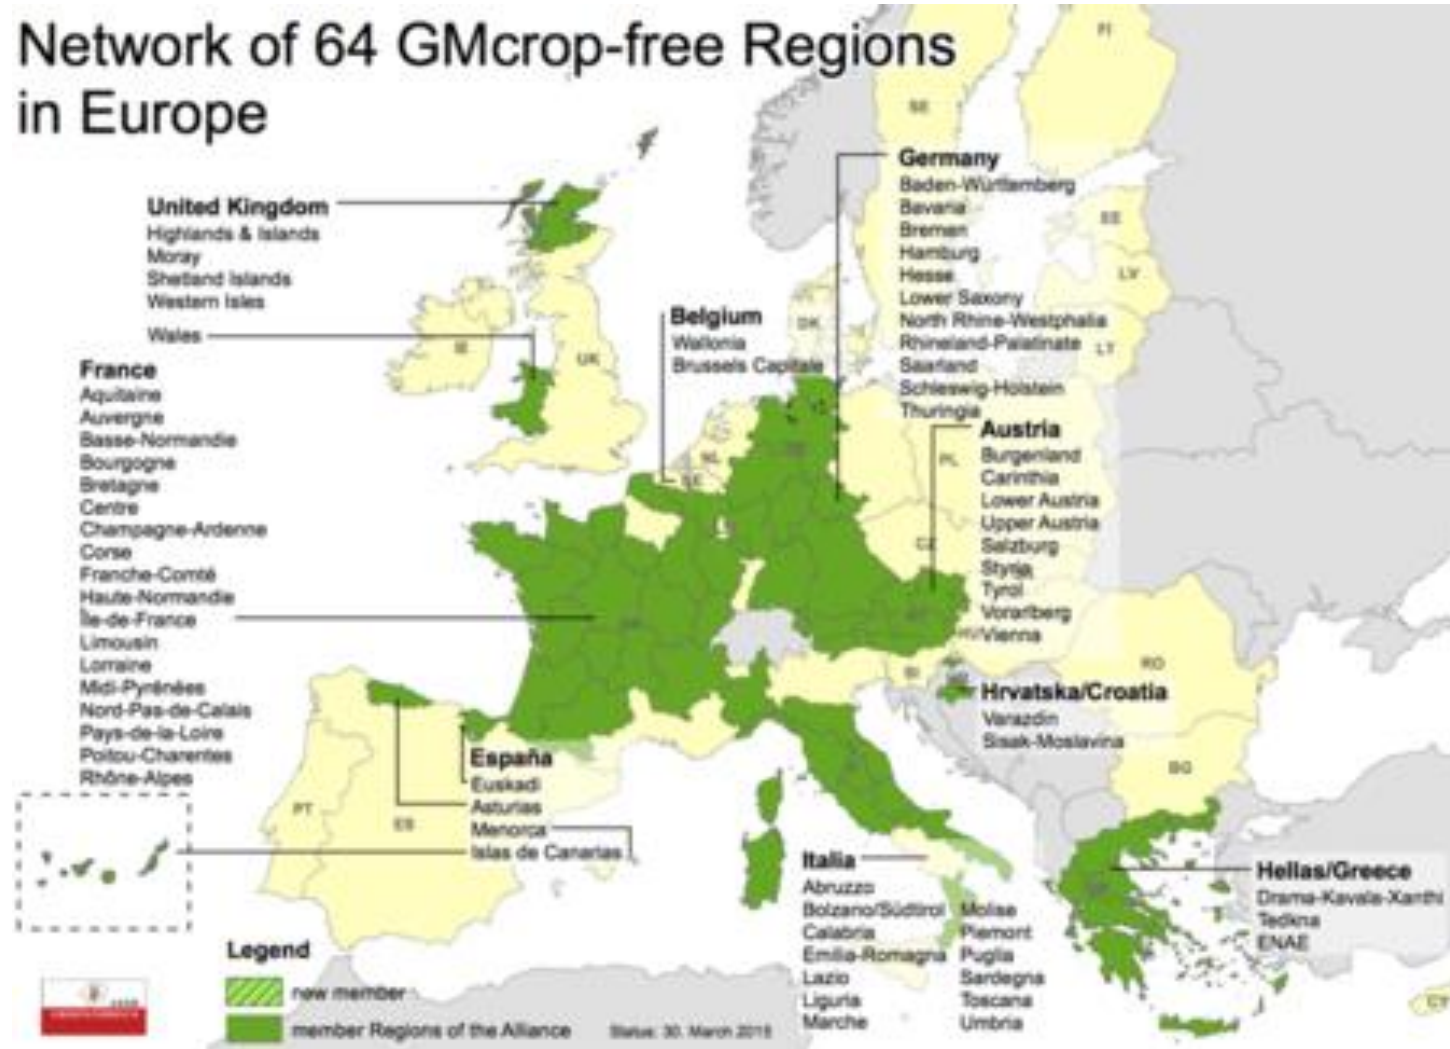 Network of 64 GMcrop-free Regions
in Europe
United Kingdom
Highlands & Islands
Moray
Shetland Islands
Western Isles
Wales
France
Aquitaine
Auvergne
Basse-Normandie
Bourgogne
Bretagne
Centre
Champagne-Ardenne
Corse
Franche-Comté
Haute-Normandie
Île-de-France
Limousin
Lorraine
Midi-Pyrénées
Nord-Pas-de-Calais
Pays-de-la-Loire
Poitou-Charentes
Rhône-Alpes
Belgium
Wallonia
Brussels Capitale
Germany
Baden-Württemberg
Bavaria
Bremen
Hamburg
Hesse
Lower Saxony
North Rhine-Westphalia
Rhineland-Palatinate
Saarland
Schleswig-Holstein
Thuringia
Austria
Burgenland
Carinthia
Lower Austria
Upper Austria
Salzburg
Styria
Tyrol
Vorarlberg
Vienna
Hrvatska/Croatia
Varazdin
Sisak-Moslavina
España
Euskadi
Asturias
Menorca
Islas de Canarias
Italia
Abruzzo
Bolzano/Südtirol
Calabria
Emilia-Romagna
Lazio
Liguria
Marche
Molise
Piemont
Puglia
Sardegna
Toscana
Umbria
Hellas/Greece
Drama-Kavala-Xanthi
Tedkna
ENAE
FI
SE
EE
LV
LT
DK
IE
UK
NL
BE
PL
CZ
HU
SI
RO
BG
PT
ES
CY
Legend
new member
member Regions of the Alliance
Status: 30. March 2015